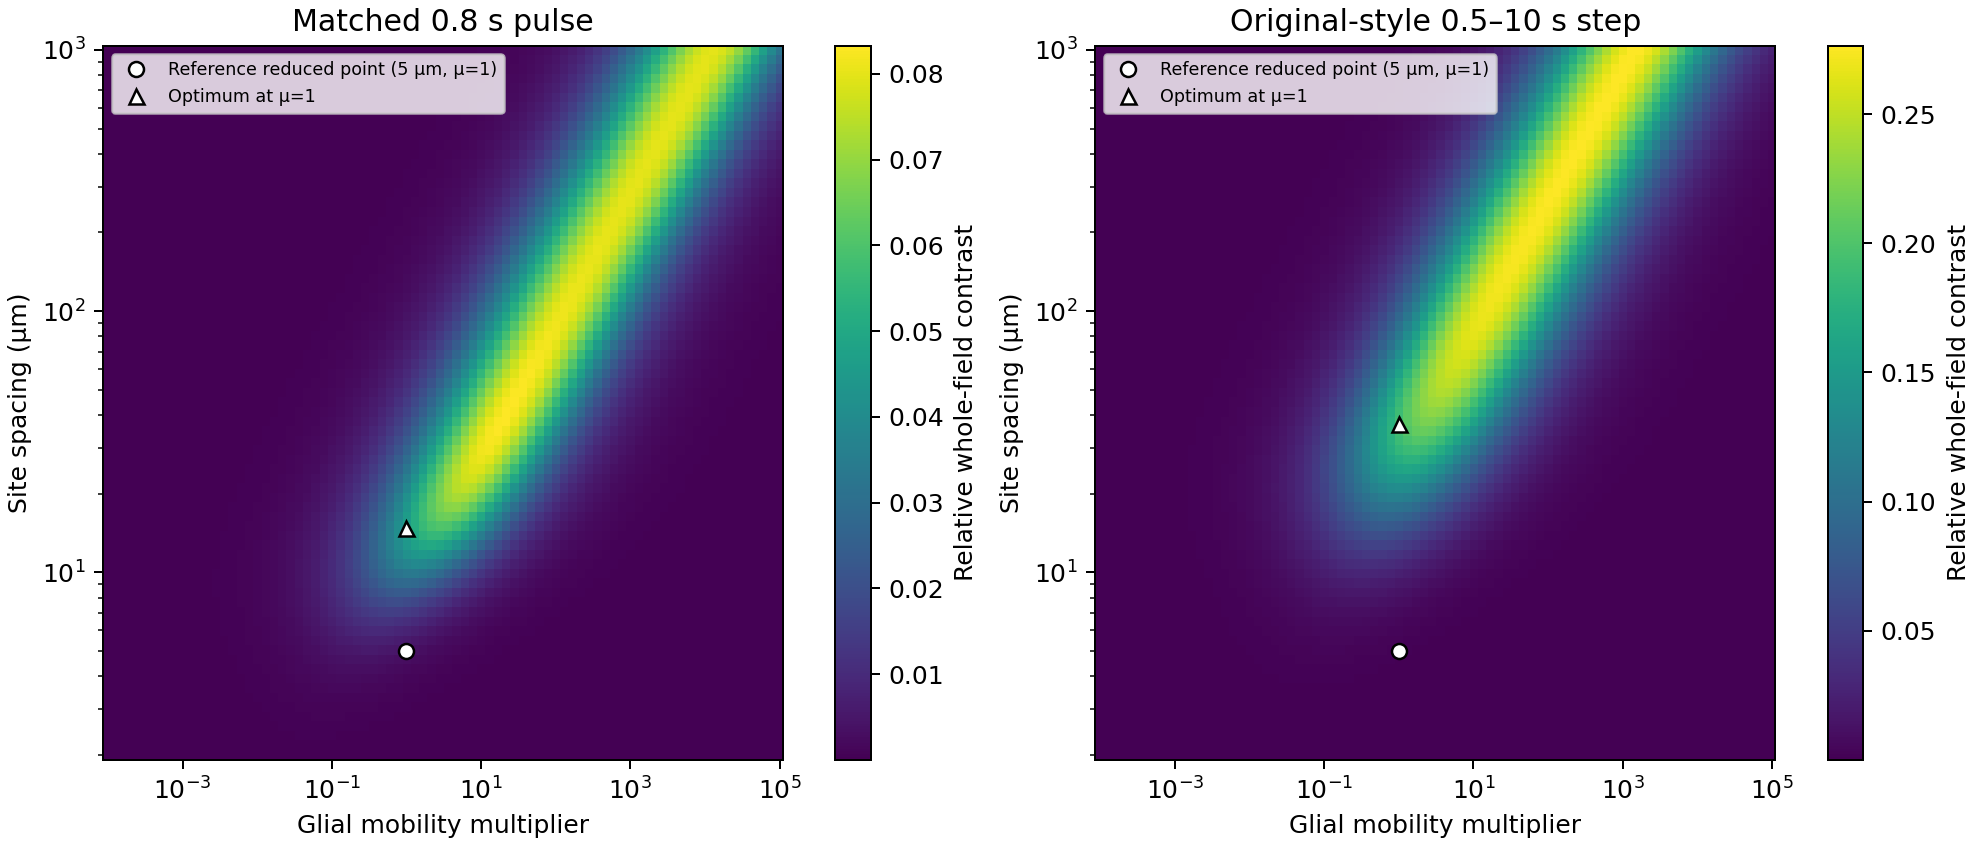 Matched 0.8 s pulse
Reference reduced point (5 μm, μ=1)
Optimum at μ=1
10³
10²
10¹
Site spacing (μm)
10⁻³
10⁻¹
10¹
10³
10⁵
Glial mobility multiplier
0.08
0.07
0.06
0.05
0.04
0.03
0.02
0.01
Relative whole-field contrast
Original-style 0.5–10 s step
Reference reduced point (5 μm, μ=1)
Optimum at μ=1
10³
10²
10¹
Site spacing (μm)
10⁻³
10⁻¹
10¹
10³
10⁵
Glial mobility multiplier
0.25
0.20
0.15
0.10
0.05
Relative whole-field contrast